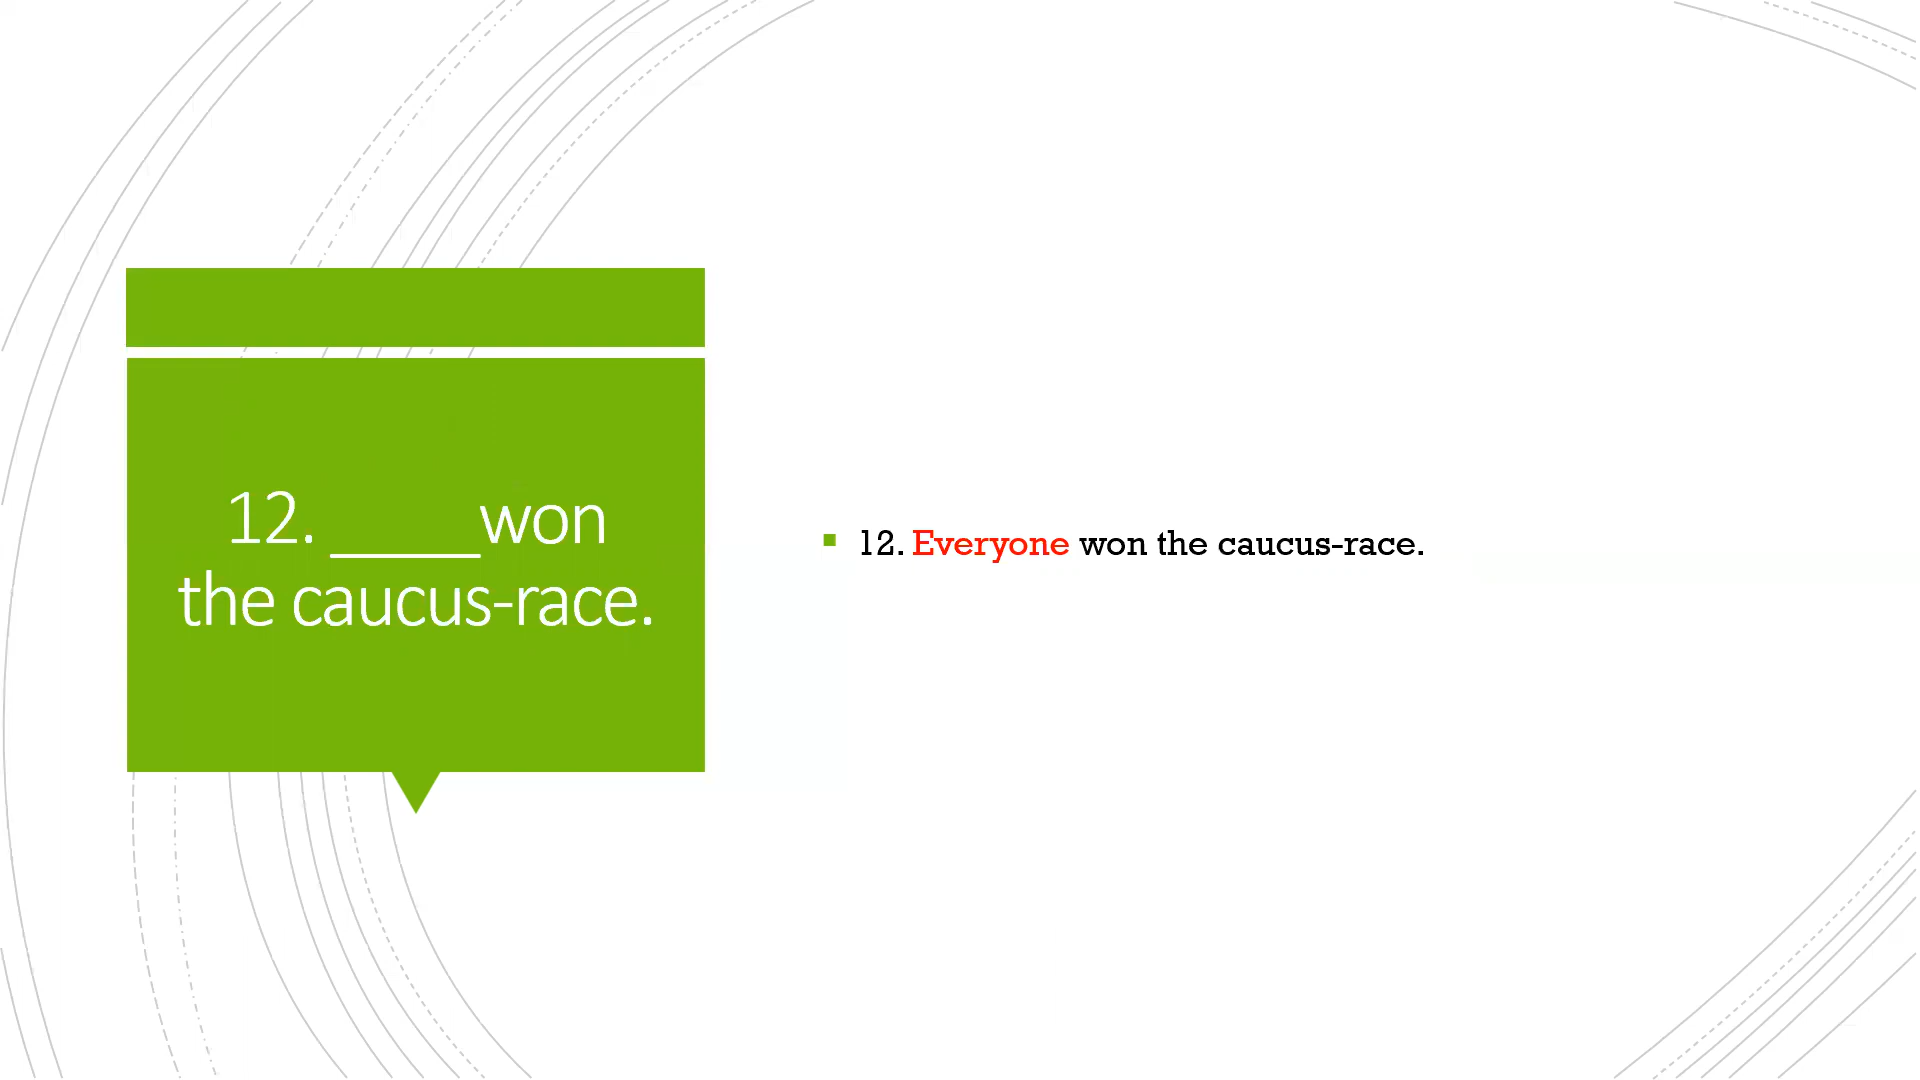 12. _____won
the caucus-race.
12. Everyone won the caucus-race.